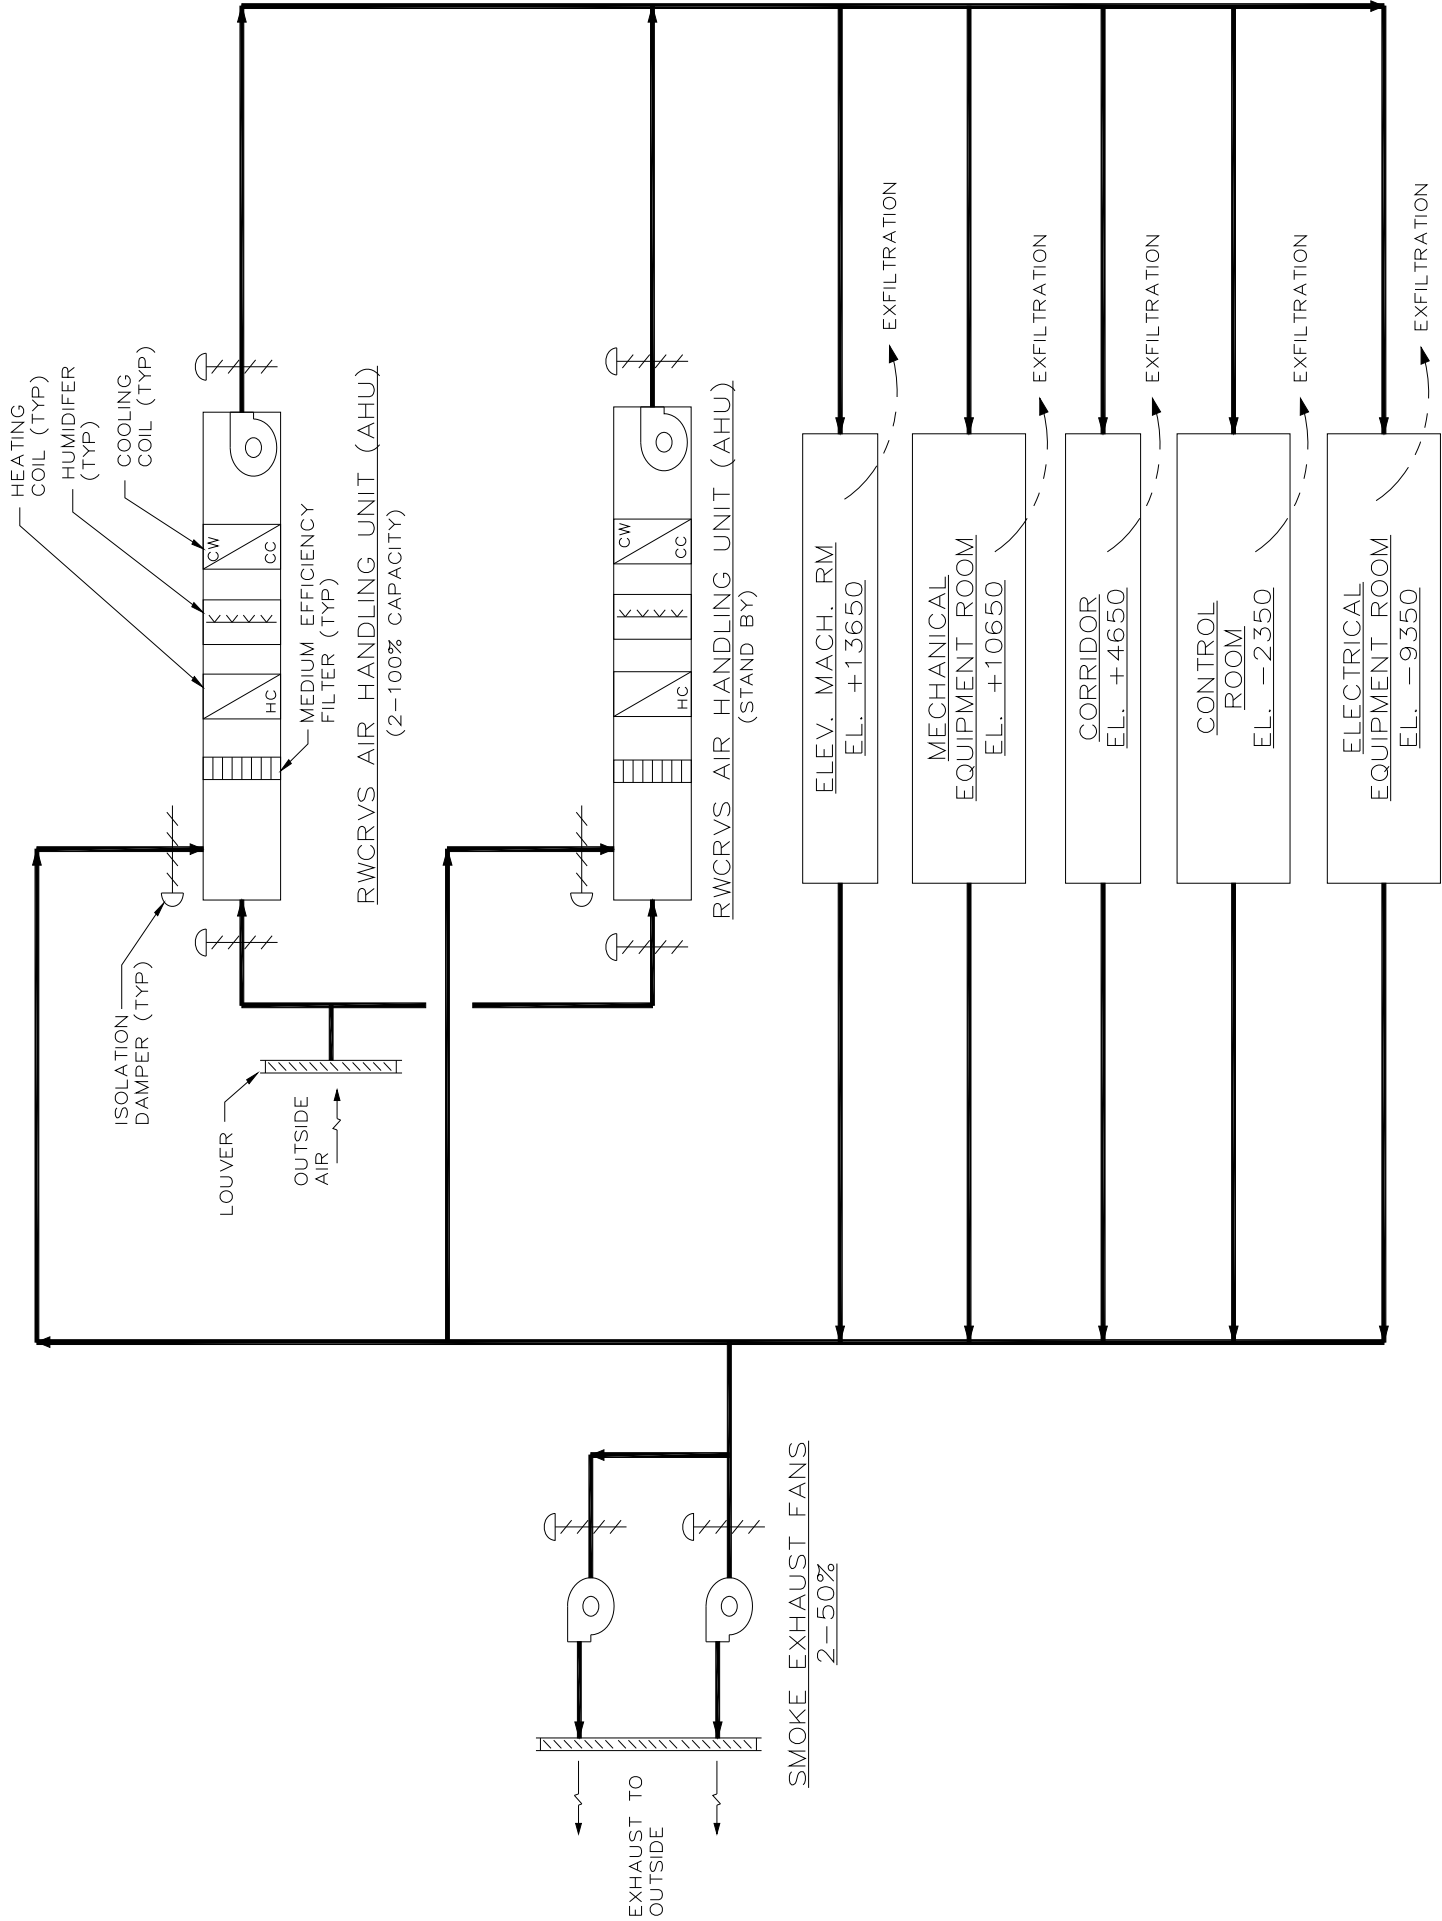 HEATING
COIL (TYP)
HUMIDIFER
(TYP)
COOLING
COIL (TYP)
ISOLATION
DAMPER (TYP)
CW
CC
HC
MEDIUM EFFICIENCY
FILTER (TYP)
RWCRVS AIR HANDLING UNIT (AHU)
(2-100% CAPACITY)
LOUVER
OUTSIDE
AIR
CW
CC
HC
RWCRVS AIR HANDLING UNIT (AHU)
(STAND BY)
ELEV. MACH. RM
EL. +13650
EXFILTRATION
MECHANICAL
EQUIPMENT ROOM
EL. +10650
EXFILTRATION
CORRIDOR
EL. +4650
EXFILTRATION
CONTROL
ROOM
EL. -2350
EXFILTRATION
ELECTRICAL
EQUIPMENT ROOM
EL. -9350
EXFILTRATION
EXHAUST TO
OUTSIDE
SMOKE EXHAUST FANS
2-50%